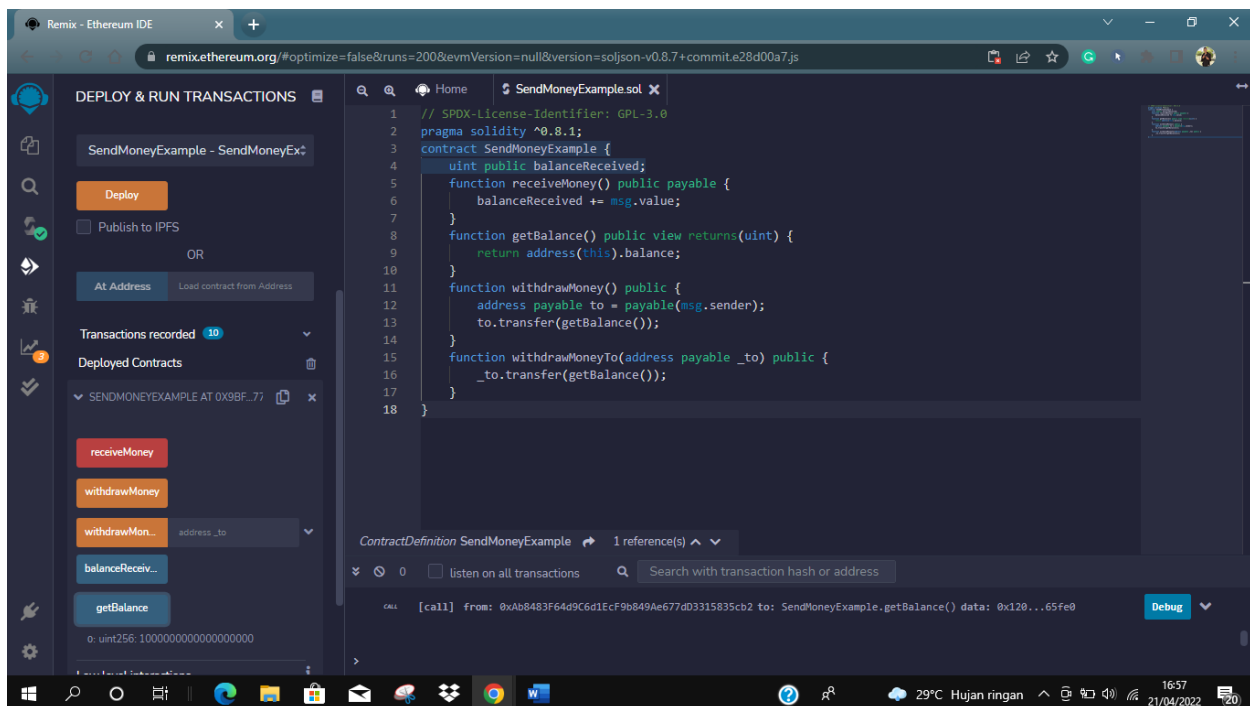 Remix - Ethereum IDE
remix.ethereum.org/#optimize=false&runs=200&evmVersion=null&version=soljson-v0.8.7+commit.e28d00a7.js
DEPLOY & RUN TRANSACTIONS
SendMoneyExample - SendMoneyEx
Deploy
Publish to IPFS
OR
At Address Load contract from Address
Transactions recorded 10
Deployed Contracts
3
SENDMONEYEXAMPLE AT 0X9BF...77
receiveMoney
withdrawMoney
withdrawMon... address _to
balanceReceiv...
getBalance
0: uint256: 1000000000000000000
Home SendMoneyExample.sol
1 // SPDX-License-Identifier: GPL-3.0
2 pragma solidity ^0.8.1;
3 contract SendMoneyExample {
4 uint public balanceReceived;
5 function receiveMoney() public payable {
6 balanceReceived += msg.value;
7 }
8 function getBalance() public view returns(uint) {
9 return address(this).balance;
10 }
11 function withdrawMoney() public {
12 address payable to = payable(msg.sender);
13 to.transfer(getBalance());
14 }
15 function withdrawMoneyTo(address payable _to) public {
16 _to.transfer(getBalance());
17 }
18 }
ContractDefinition SendMoneyExample 1 reference(s)
0 listen on all transactions Search with transaction hash or address
CALL [call] from: 0xAb8483F64d9C6d1EcF9b849Ae677dD3315835cb2 to: SendMoneyExample.getBalance() data: 0x120...65fe0 Debug
>
29°C Hujan ringan
16:57
21/04/2022
20